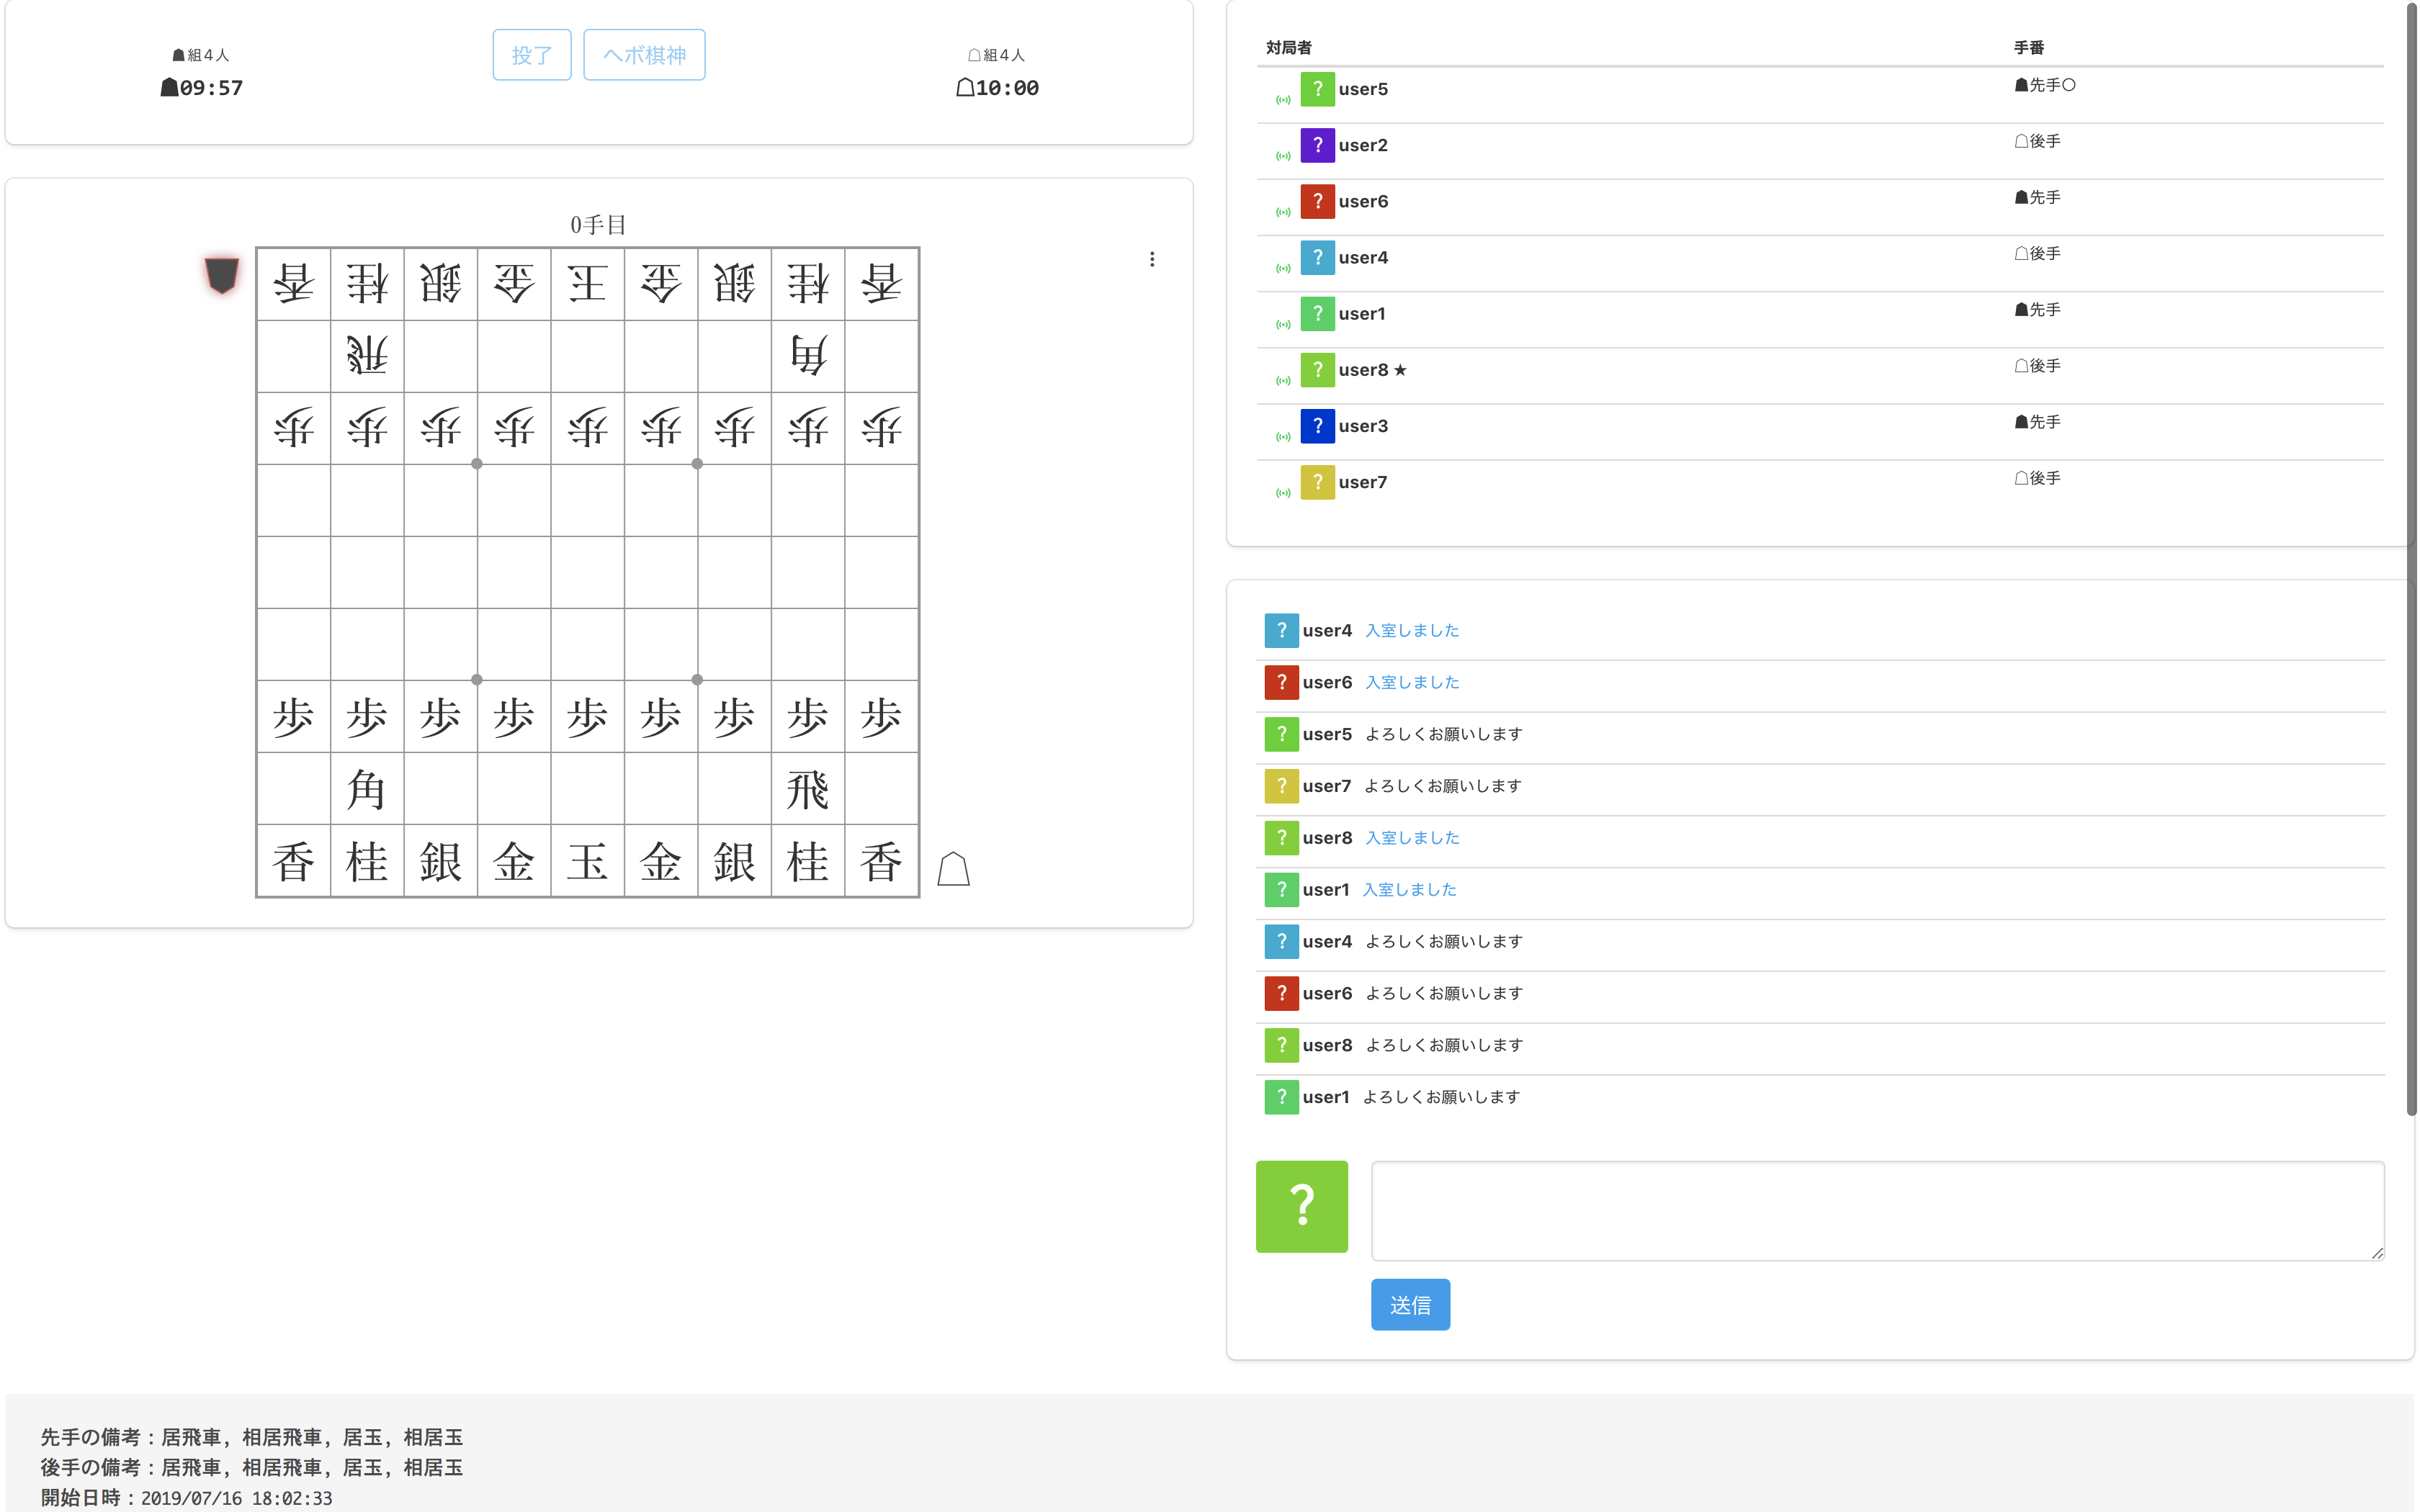 ☗組4人
☗09:57
投了
ヘボ棋神
☖組4人
☖10:00
0手目
香桂銀金王金銀桂香
飛角
歩歩歩歩歩歩歩歩歩
歩歩歩歩歩歩歩歩歩
角飛
香桂銀金玉金銀桂香
対局者 手番
? user5 ☗先手○
? user2 ☖後手
? user6 ☗先手
? user4 ☖後手
? user1 ☗先手
? user8 ★ ☖後手
? user3 ☗先手
? user7 ☖後手
? user4 入室しました
? user6 入室しました
? user5 よろしくお願いします
? user7 よろしくお願いします
? user8 入室しました
? user1 入室しました
? user4 よろしくお願いします
? user6 よろしくお願いします
? user8 よろしくお願いします
? user1 よろしくお願いします
?
送信
先手の備考：居飛車, 相居飛車, 居玉, 相居玉
後手の備考：居飛車, 相居飛車, 居玉, 相居玉
開始日時：2019/07/16 18:02:33